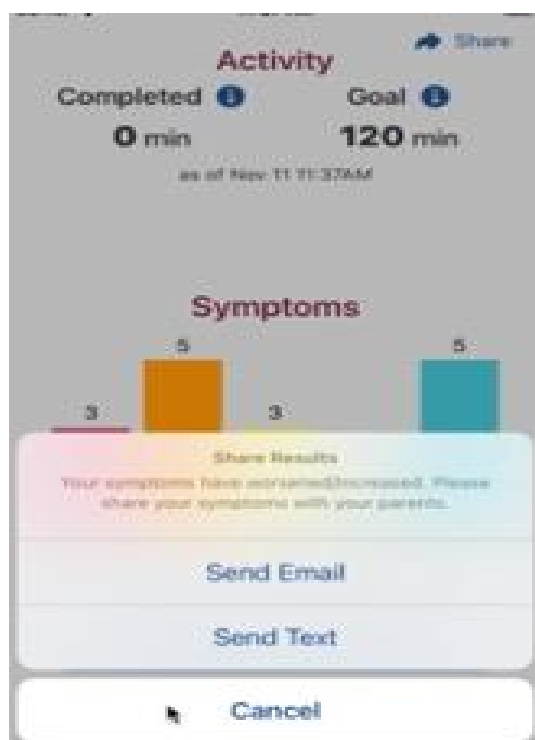 Share
Activity
Completed i Goal i
0 min 120 min
as of Nov 11 11:37AM
Symptoms
5 5
3 3
Share Results
Your symptoms have worsened/increased. Please
share your symptoms with your parents.
Send Email
Send Text
Cancel